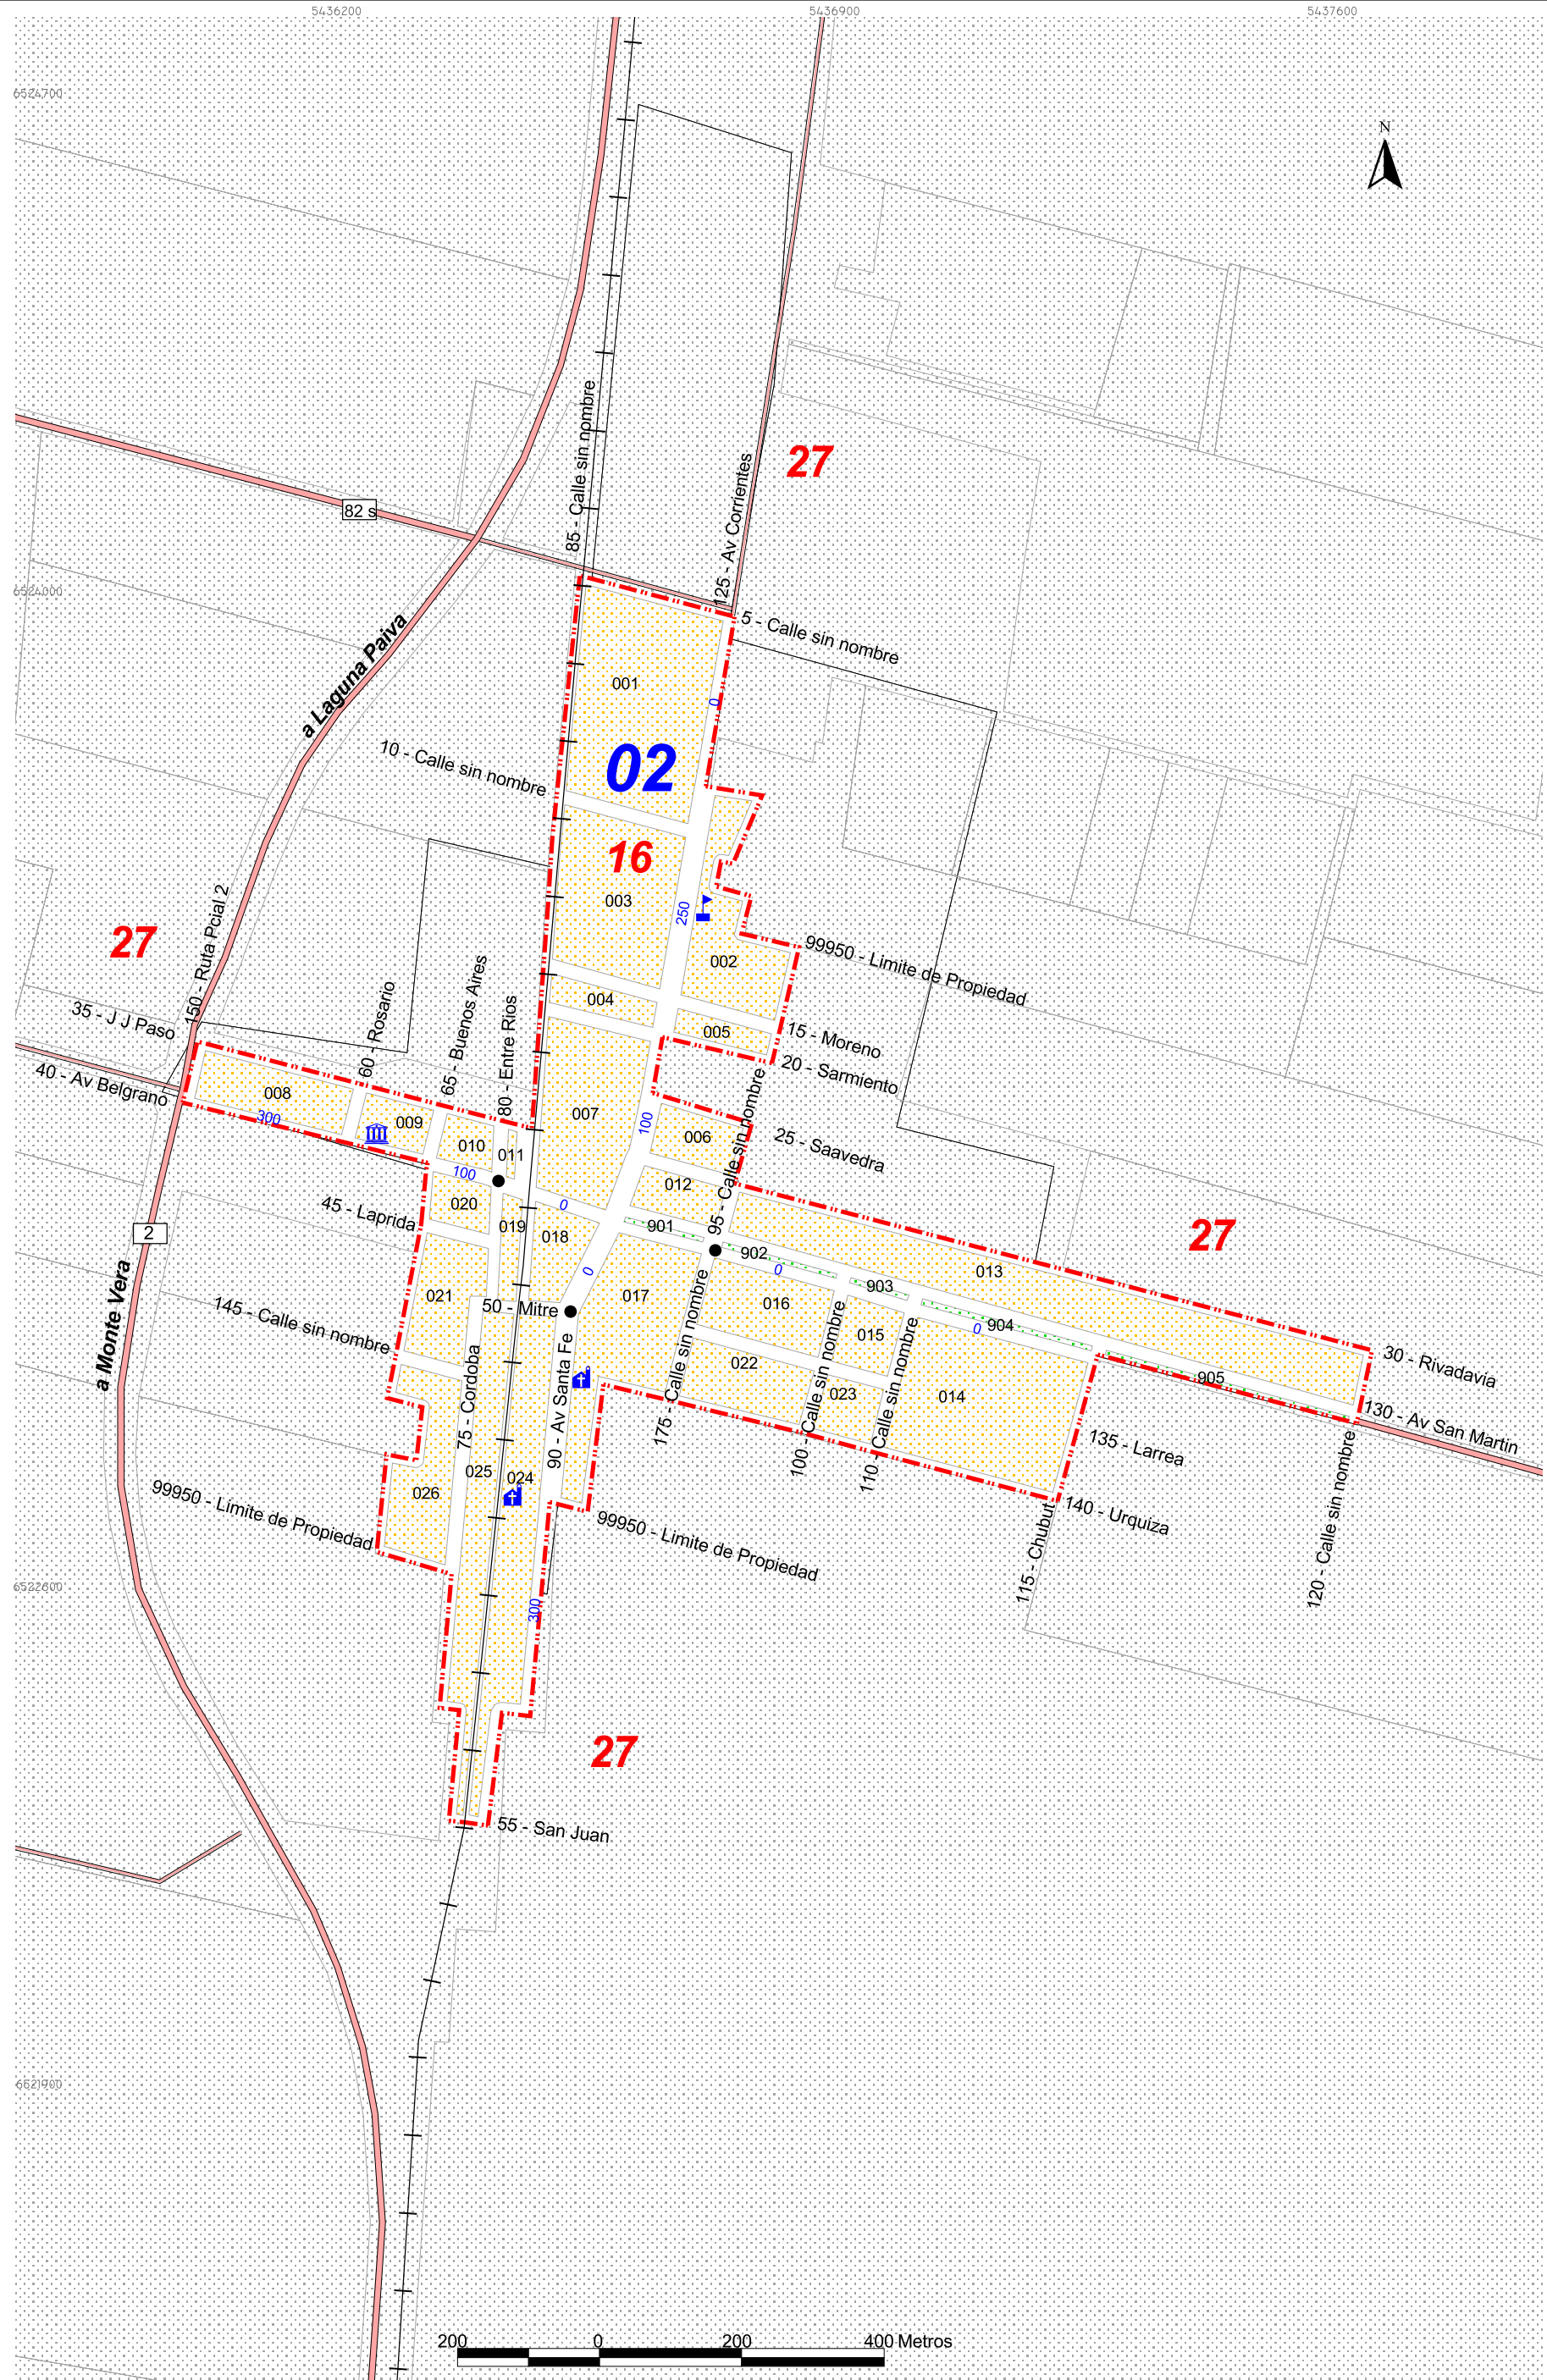 5436200
5436900
5437600
6524700
N
85 - Calle sin nombre
27
125 - Av Corrientes
82 s
6524000
5 - Calle sin nombre
a Laguna Paiva
001
0
10 - Calle sin nombre
02
16
003
250
27
150 - Ruta Pcial 2
99950 - Limite de Propiedad
002
60 - Rosario
65 - Buenos Aires
80 - Entre Rios
004
35 - J J Paso
005
15 - Moreno
20 - Sarmiento
40 - Av Belgrano
008
300
009
007
100
006
95 - Calle sin nombre
25 - Saavedra
010
011
100
012
020
0
45 - Laprida
019
018
901
902
2
27
0
0
013
903
021
50 - Mitre
017
016
145 - Calle sin nombre
015
0
904
a Monte Vera
30 - Rivadavia
022
905
023
014
75 - Cordoba
90 - Av Santa Fe
175 - Calle sin nombre
100 - Calle sin nombre
110 - Calle sin nombre
130 - Av San Martin
135 - Larrea
025
024
026
99950 - Limite de Propiedad
99950 - Limite de Propiedad
140 - Urquiza
115 - Chubut
120 - Calle sin nombre
6522600
300
27
55 - San Juan
6521900
200
0
200
400 Metros